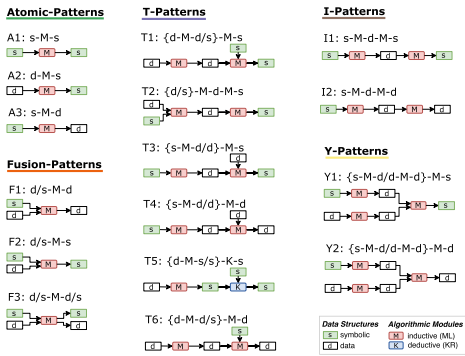 Atomic-Patterns
A1: s-M-s
s M s
A2: d-M-s
d M s
A3: s-M-d
s M d
Fusion-Patterns
F1: d/s-M-d
s
d M d
F2: d/s-M-s
s
d M s
F3: d/s-M-d/s
s s
M
d d
T-Patterns
T1: {d-M-d/s}-M-s
s
d M d M s
T2: {d/s}-M-d-M-s
d
M d M s
s
T3: {s-M-d/d}-M-s
d
s M d M s
T4: {s-M-d/d}-M-d
d
s M d M d
T5: {d-M-s/s}-K-s
s
d M s K s
T6: {d-M-d/s}-M-d
s
d M d M d
I-Patterns
I1: s-M-d-M-s
s M d M s
I2: s-M-d-M-d
s M d M d
Y-Patterns
Y1: {s-M-d/d-M-d}-M-s
s M d
M s
d M d
Y2: {s-M-d/d-M-d}-M-d
s M d
M d
d M d
Data Structures Algorithmic Modules
s symbolic M inductive (ML)
d data K deductive (KR)